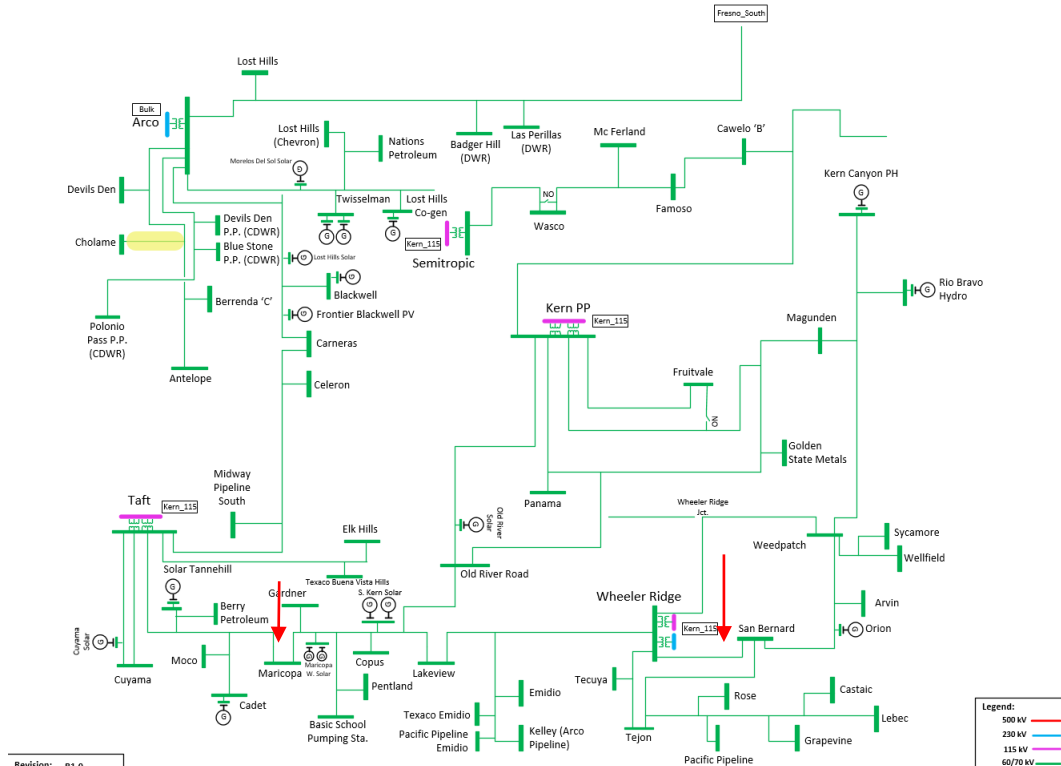 Fresno_South
Lost Hills
Bulk
Arco
Lost Hills
(Chevron)
Nations
Petroleum
Badger Hill
(DWR)
Las Perillas
(DWR)
Mc Ferland
Cawelo 'B'
Morelos Del Sol Solar
G
Kern Canyon PH
G
Devils Den
Twisselman
G
G
Lost Hills
Co-gen
G
NO
Wasco
Famoso
Devils Den
P.P. (CDWR)
Cholame
Blue Stone
P.P. (CDWR)
Kern_115
Semitropic
G
Lost Hills Solar
G
Blackwell
G
Rio Bravo
Hydro
Berrenda 'C'
G
Frontier Blackwell PV
Kern PP
Kern_115
Magunden
Polonio
Pass P.P.
(CDWR)
Carneras
Antelope
Celeron
Fruitvale
NO
Golden
State Metals
Midway
Pipeline
South
Panama
Taft
Kern_115
Old River
Solar
G
Wheeler Ridge
Jct.
Elk Hills
Sycamore
Weedpatch
Wellfield
Solar Tannehill
G
Texaco Buena Vista Hills
Old River Road
S. Kern Solar
G
G
Gardner
Wheeler Ridge
Berry
Petroleum
Arvin
Kern_115
San Bernard
G
Orion
Cuyama
Solar
G
Moco
Maricopa
G
G
Maricopa
W. Solar
Copus
Lakeview
Cuyama
Cadet
G
Pentland
Tecuya
Emidio
Rose
Castaic
Basic School
Pumping Sta.
Texaco Emidio
Lebec
Pacific Pipeline
Emidio
Kelley (Arco
Pipeline)
Tejon
Grapevine
Pacific Pipeline
Legend:
500 kV
230 kV
115 kV
60/70 kV